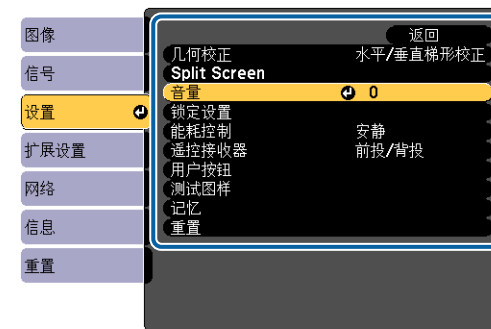 图像
信号
设置
扩展设置
网络
信息
重置
返回
几何校正 水平/垂直梯形校正
Split Screen
音量 0
锁定设置
能耗控制 安静
遥控接收器 前投/背投
用户按钮
测试图样
记忆
重置